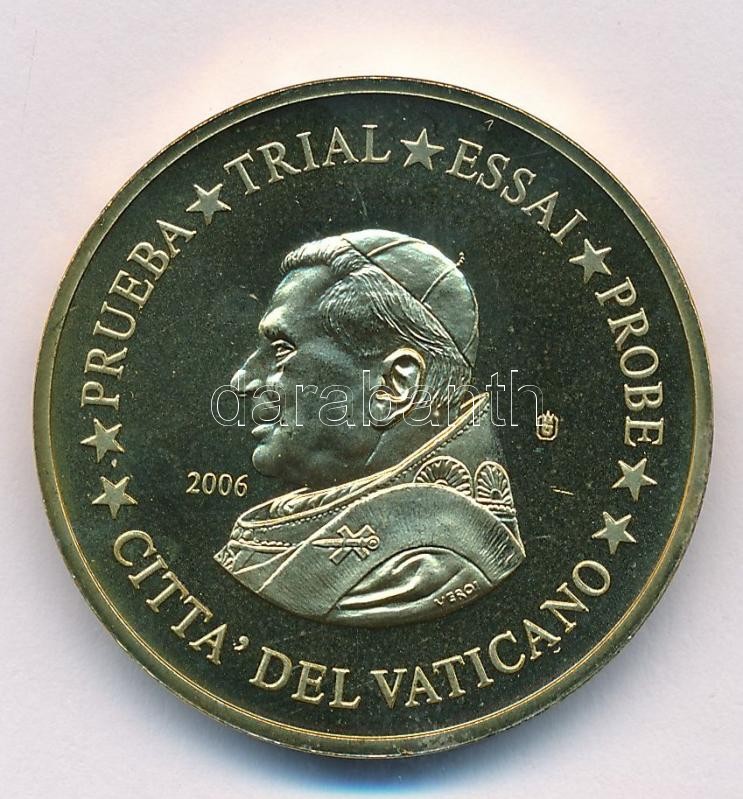 PRUEBA ★ TRIAL ★ ESSAI ★ PROBE
2006
VEROI
CITTA' DEL VATICANO
darabanth